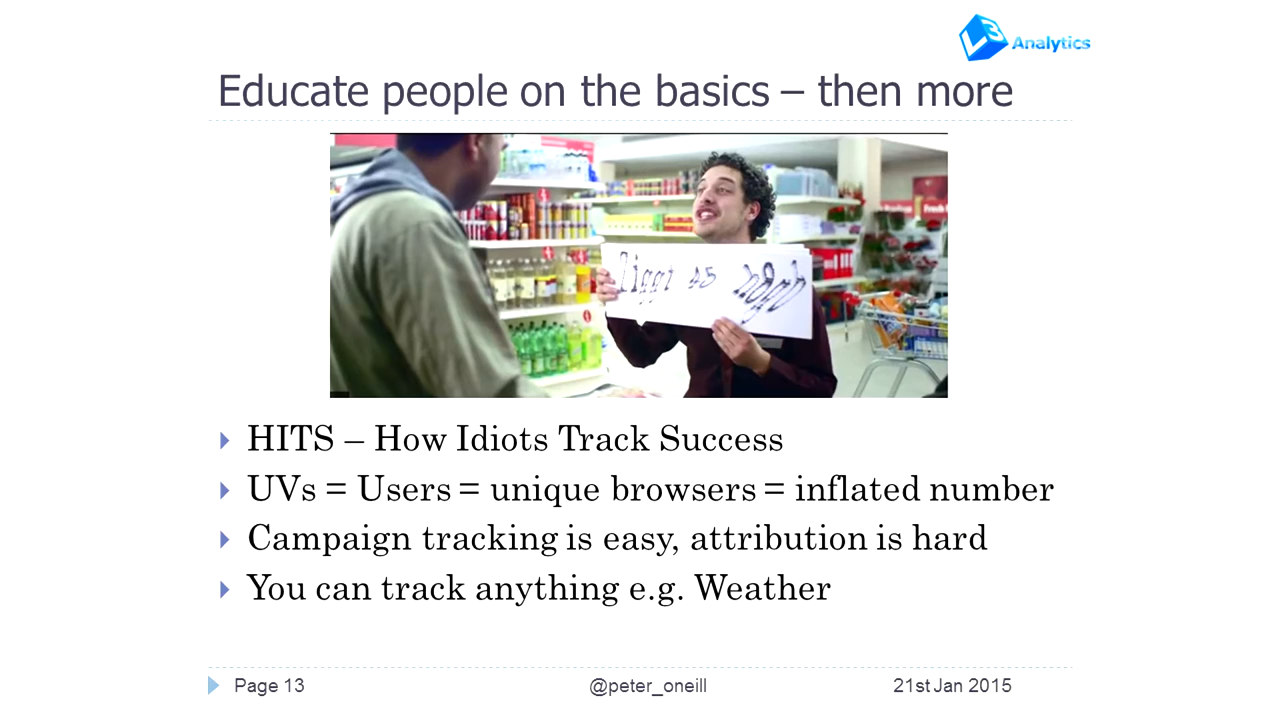 L3 Analytics
Educate people on the basics – then more
HITS – How Idiots Track Success
UVs = Users = unique browsers = inflated number
Campaign tracking is easy, attribution is hard
You can track anything e.g. Weather
Page 13
@peter_oneill
21st Jan 2015